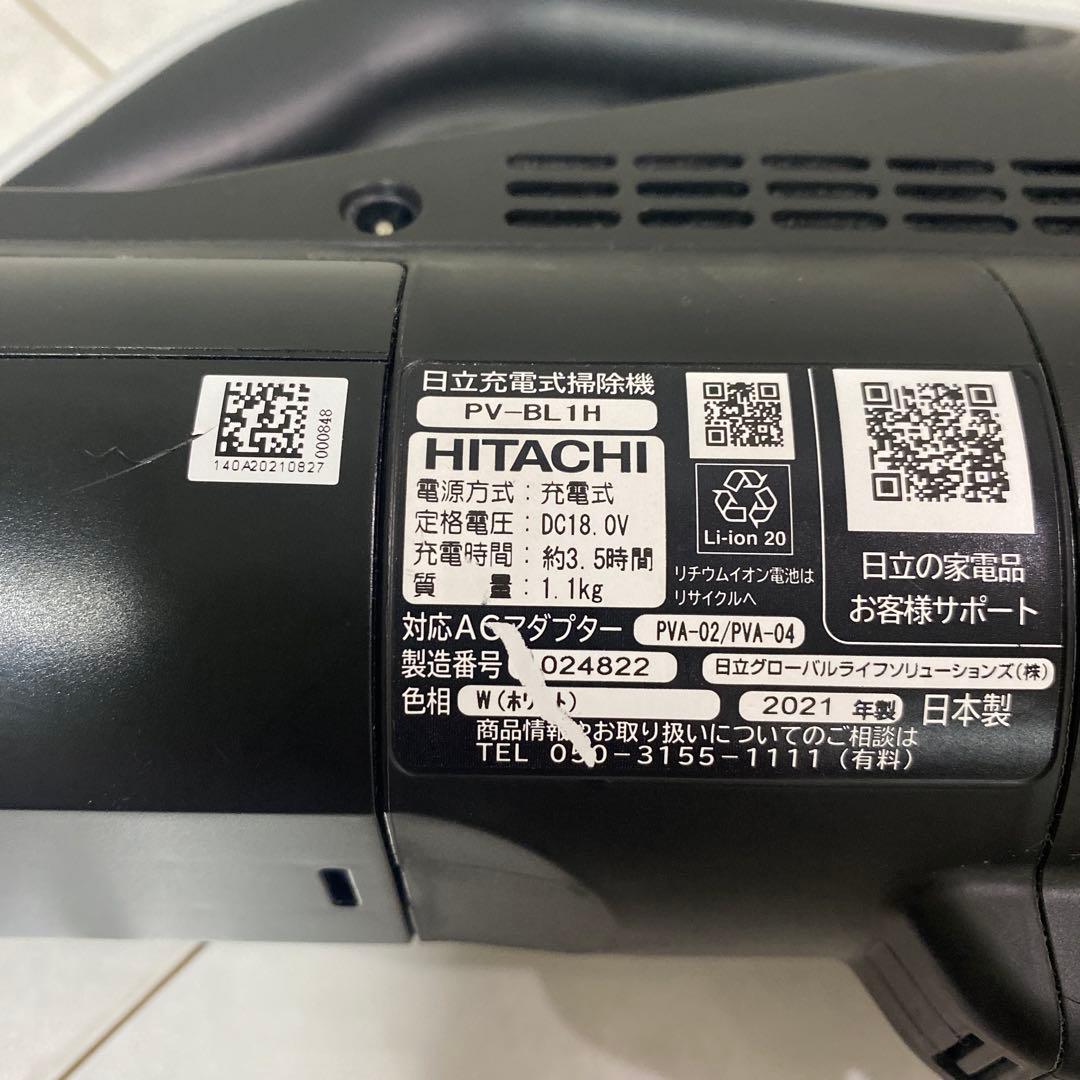 000848
140A20210827
日立充電式掃除機
PV-BL1H
HITACHI
電源方式：充電式
定格電圧：DC18.0V
充電時間：約3.5時間
質 量：1.1kg
Li-ion 20
リチウムイオン電池は
リサイクルへ
日立の家電品
お客様サポート
対応ACアダプター PVA-02/PVA-04
製造番号 024822 日立グローバルライフソリューションズ(株)
色相 W(ホワイト) 2021 年製 日本製
商品情報やお取り扱いについてのご相談は
TEL 050-3155-1111(有料)